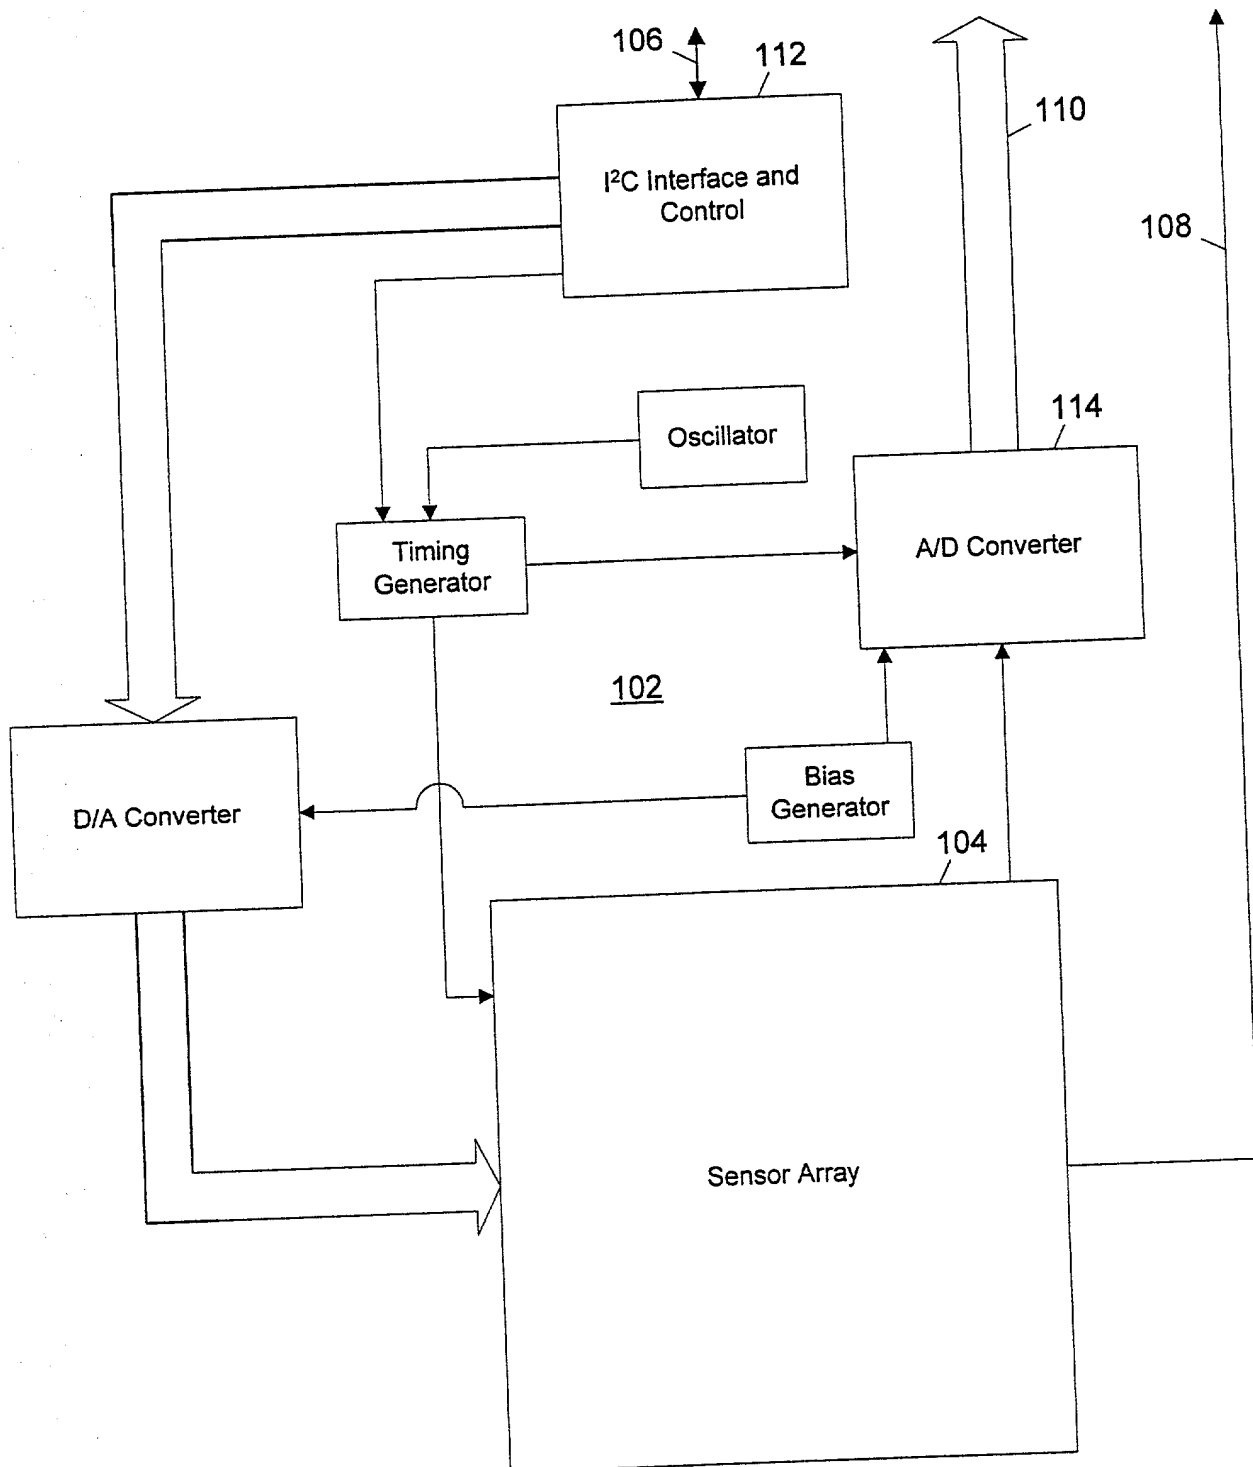 106
112
110
I²C Interface and
Control
108
114
Oscillator
A/D Converter
Timing
Generator
102
Bias
Generator
D/A Converter
104
Sensor Array